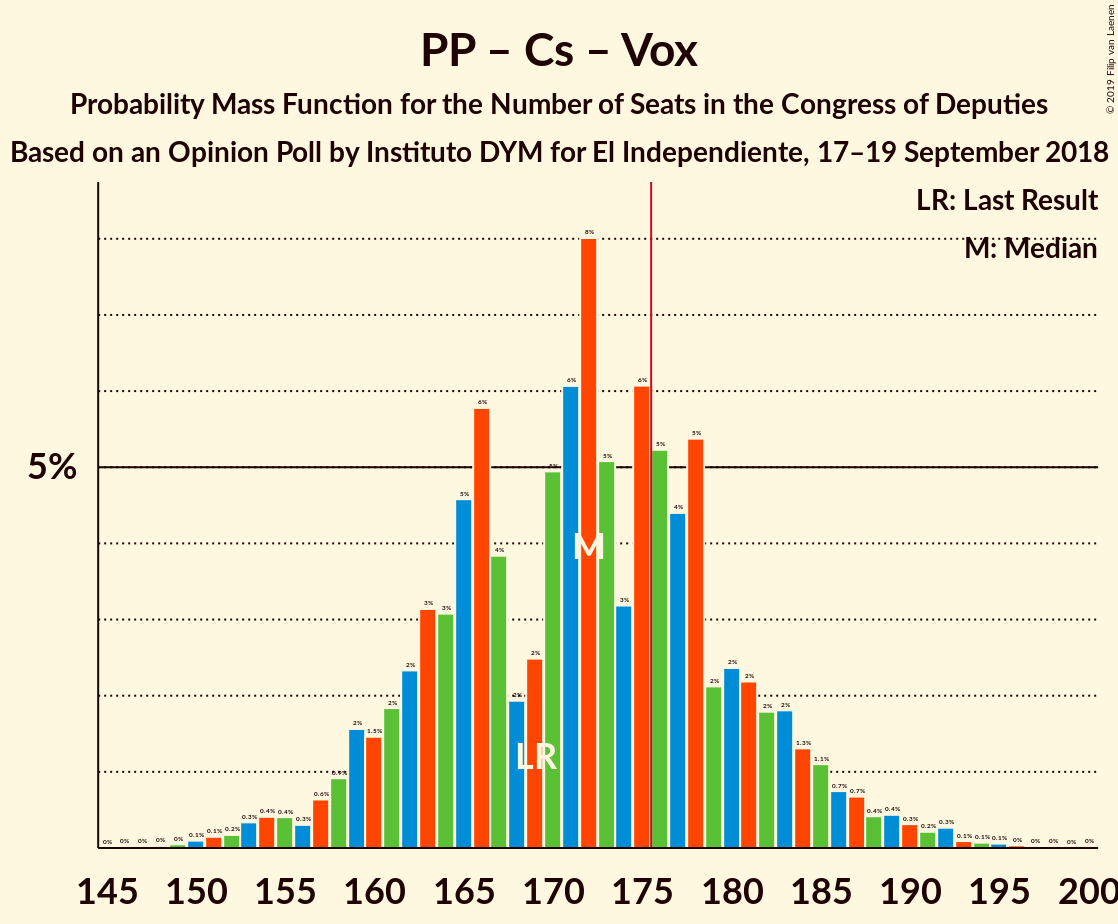 PP – Cs – Vox
Probability Mass Function for the Number of Seats in the Congress of Deputies
Based on an Opinion Poll by Instituto DYM for El Independiente, 17–19 September 2018
© 2019 Filip van Laenen
LR: Last Result
M: Median
5%
0% 0% 0% 0% 0% 0.1% 0.1% 0.2% 0.3% 0.4% 0.4% 0.3% 0.6% 0.9% 2% 1.5% 2% 2% 3% 3% 5% 6% 4% 2% 2% 5% 6% 8% 5% 3% 6% 5% 4% 5% 2% 2% 2% 2% 2% 1.3% 1.1% 0.7% 0.7% 0.4% 0.4% 0.3% 0.2% 0.3% 0.1% 0.1% 0.1% 0% 0% 0% 0% 0%
M
LR
145 150 155 160 165 170 175 180 185 190 195 200